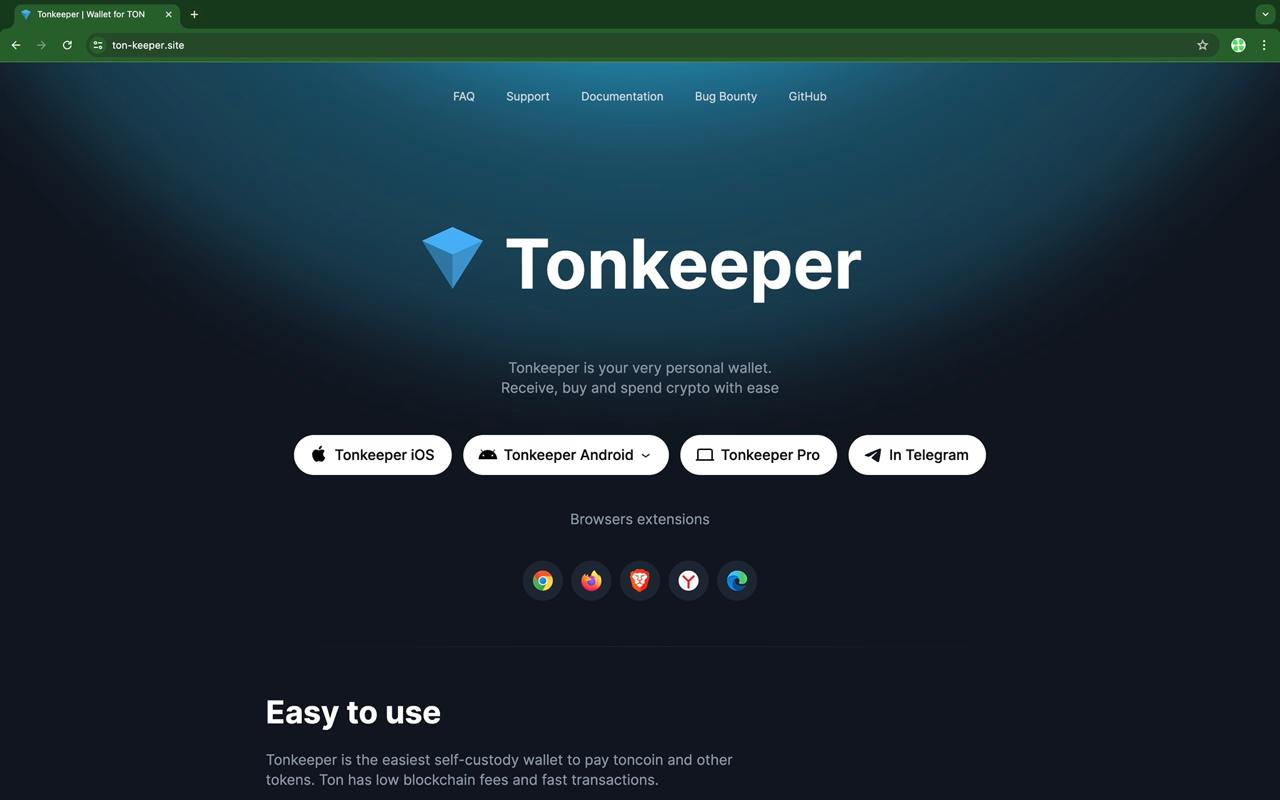 Tonkeeper | Wallet for TON
ton-keeper.site
FAQ Support Documentation Bug Bounty GitHub
Tonkeeper
Tonkeeper is your very personal wallet.
Receive, buy and spend crypto with ease
Tonkeeper iOS Tonkeeper Android Tonkeeper Pro In Telegram
Browsers extensions
Easy to use
Tonkeeper is the easiest self-custody wallet to pay toncoin and other
tokens. Ton has low blockchain fees and fast transactions.